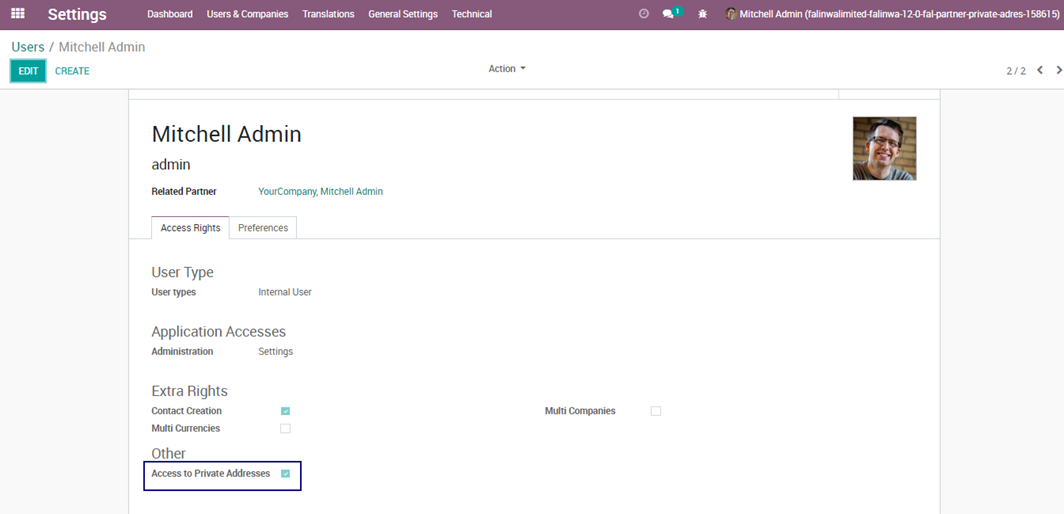 Settings Dashboard Users & Companies Translations General Settings Technical 1 Mitchell Admin (falinwalimited-falinwa-12-0-fal-partner-private-adres-158615)
Users / Mitchell Admin
EDIT CREATE Action 2 / 2
Mitchell Admin
admin
Related Partner YourCompany, Mitchell Admin
Access Rights Preferences
User Type
User types Internal User
Application Accesses
Administration Settings
Extra Rights
Contact Creation Multi Companies
Multi Currencies
Other
Access to Private Addresses